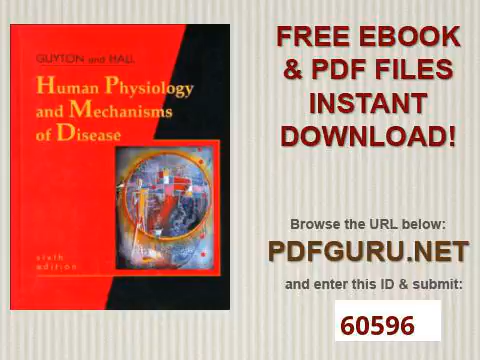 GUYTON and HALL
Human Physiology
and Mechanisms
of Disease
sixth
edition
FREE EBOOK
& PDF FILES
INSTANT
DOWNLOAD!
Browse the URL below:
PDFGURU.NET
and enter this ID & submit:
60596